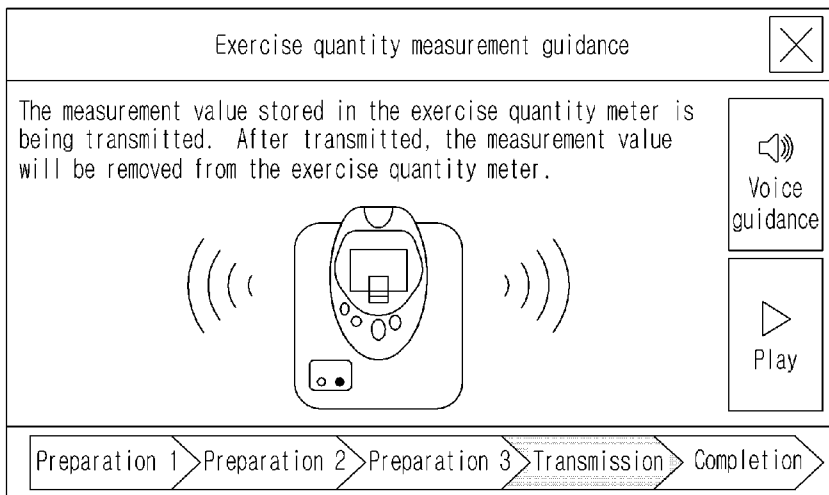 Exercise quantity measurement guidance
The measurement value stored in the exercise quantity meter is
being transmitted. After transmitted, the measurement value
will be removed from the exercise quantity meter.
Voice
guidance
Play
Preparation 1 Preparation 2 Preparation 3 Transmission Completion